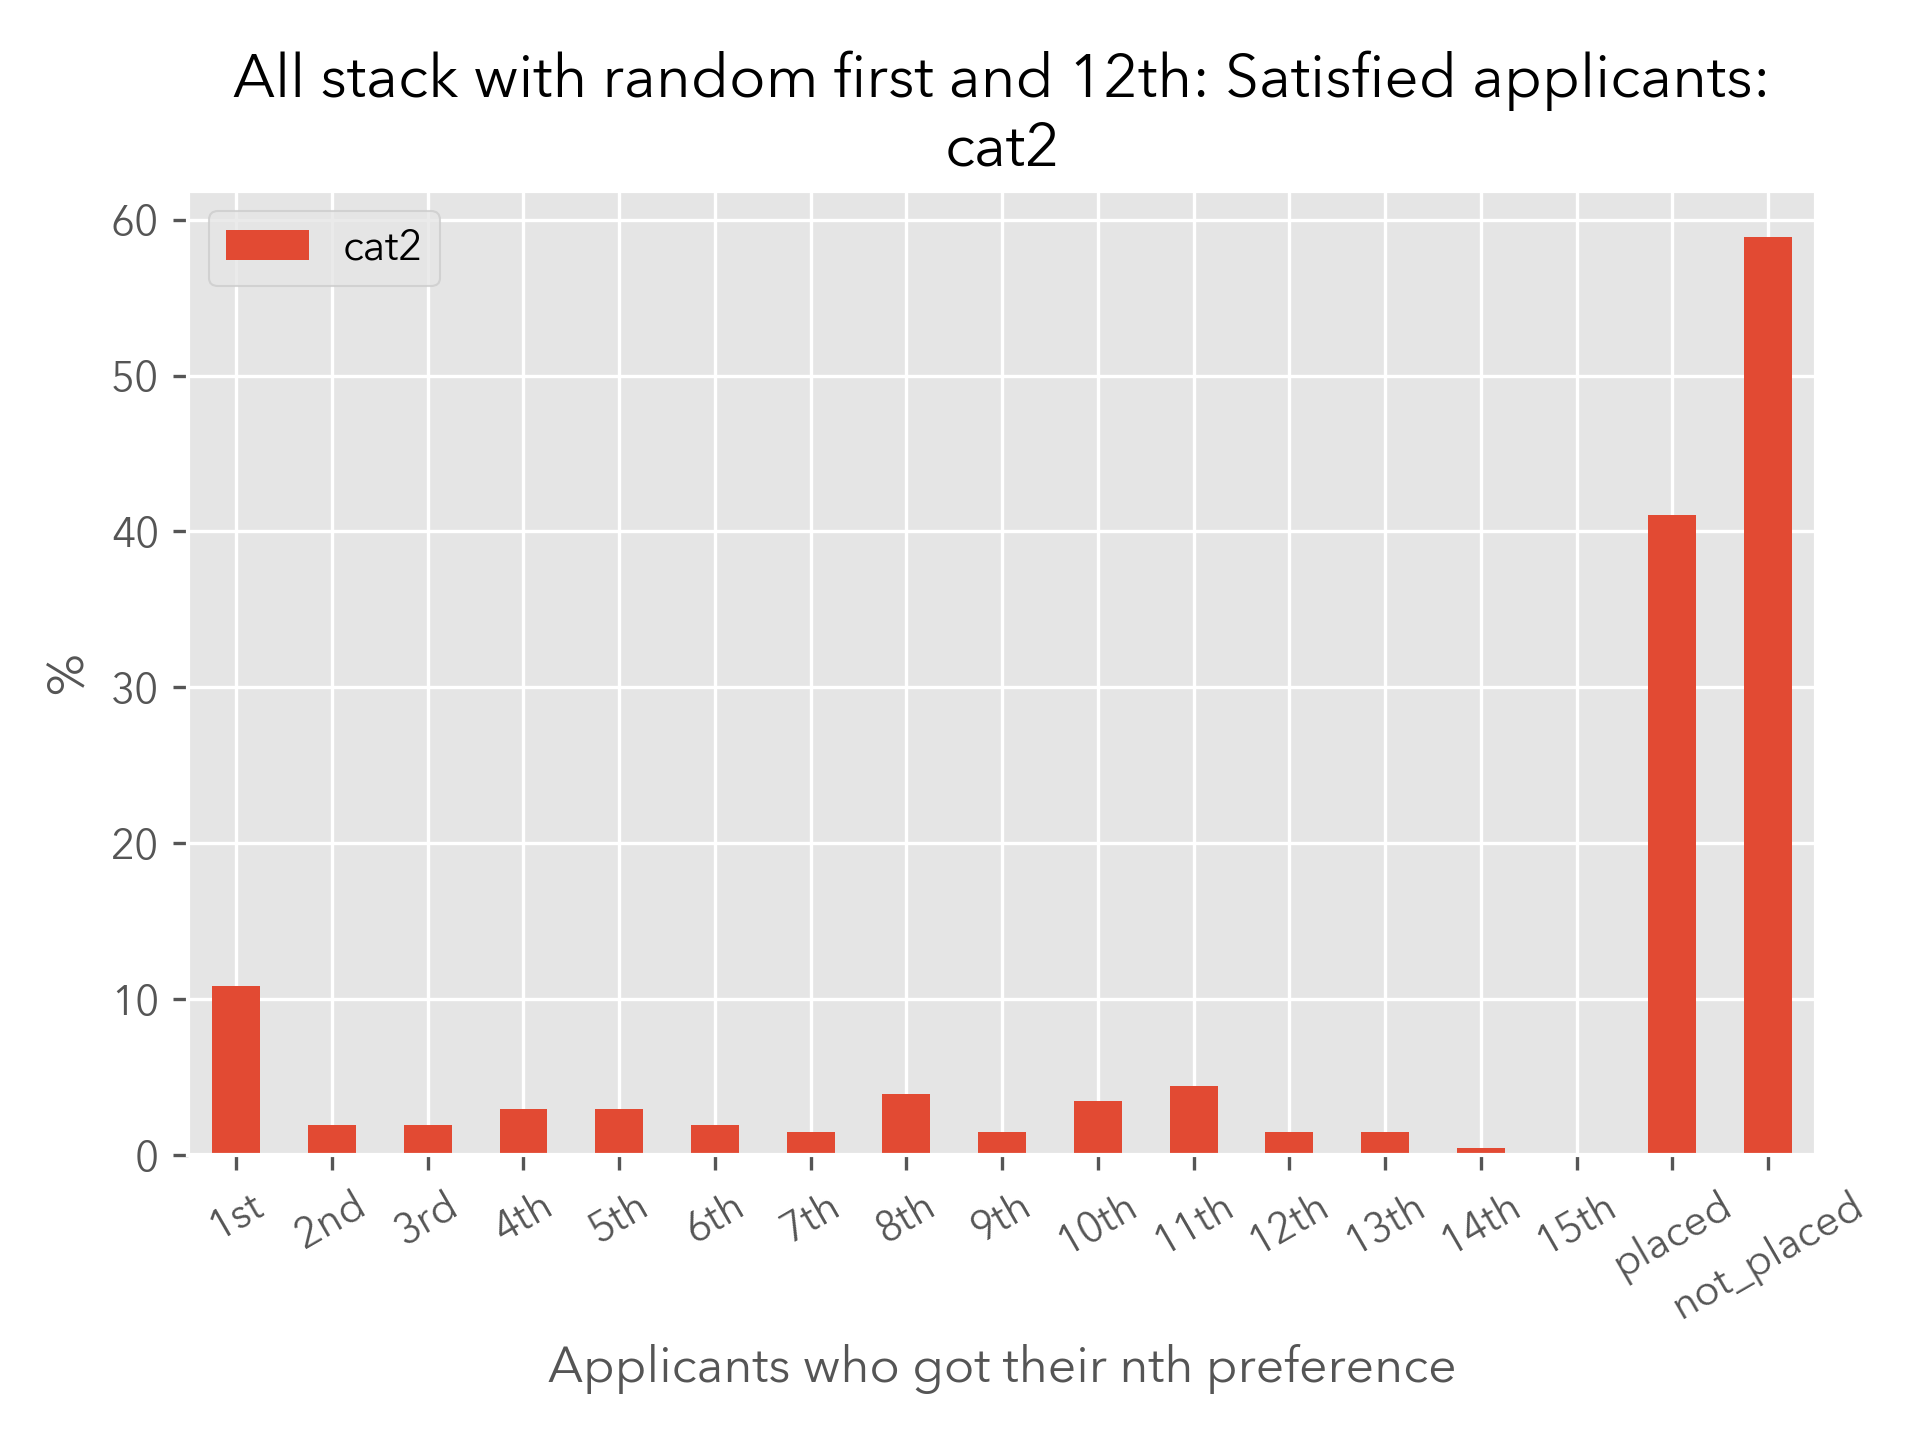 All stack with random first and 12th: Satisfied applicants:
cat2
cat2
60
50
40
30
20
10
0
%
1st
2nd
3rd
4th
5th
6th
7th
8th
9th
10th
11th
12th
13th
14th
15th
placed
not_placed
Applicants who got their nth preference